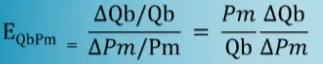 E_QbPm = (ΔQb/Qb)/(ΔPm/Pm) = (Pm/Qb)(ΔQb/ΔPm)